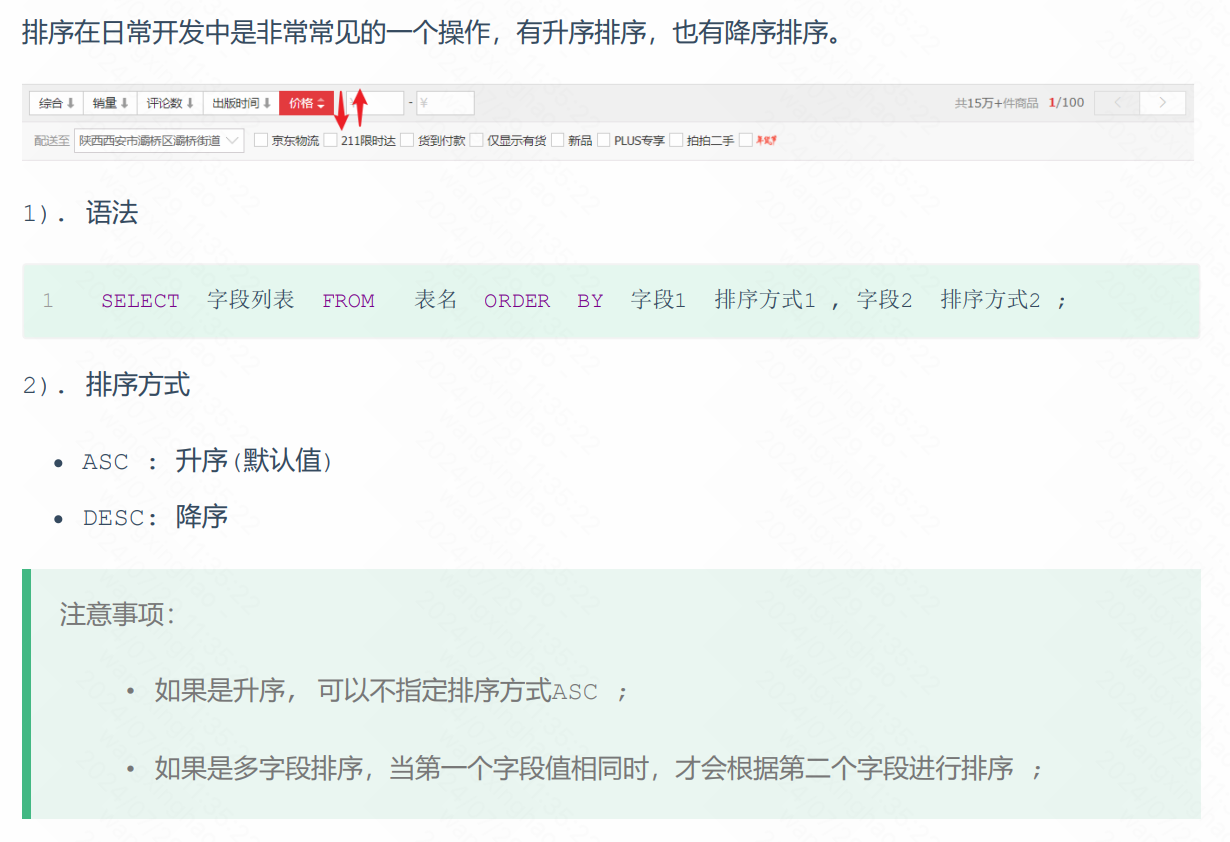 排序在日常开发中是非常常见的一个操作，有升序排序，也有降序排序。
综合 销量 评论数 出版时间 价格 - ¥ 共15万+件商品 1/100 < >
配送至 陕西西安市灞桥区灞桥街道 京东物流 211限时达 货到付款 仅显示有货 新品 PLUS专享 拍拍二手
1). 语法
1 SELECT 字段列表 FROM 表名 ORDER BY 字段1 排序方式1 , 字段2 排序方式2 ;
2). 排序方式
• ASC : 升序(默认值)
• DESC: 降序
注意事项：
• 如果是升序, 可以不指定排序方式ASC ;
• 如果是多字段排序，当第一个字段值相同时，才会根据第二个字段进行排序 ;